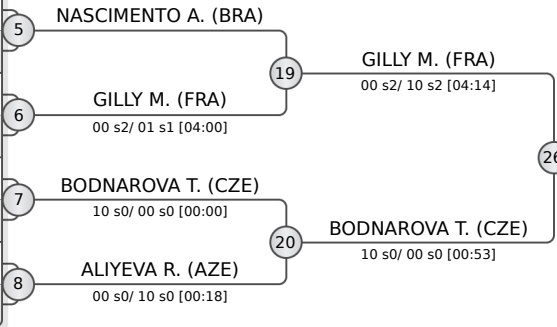 NASCIMENTO A. (BRA)
5
19
GILLY M. (FRA)
00 s2/ 10 s2 [04:14]
GILLY M. (FRA)
6
00 s2/ 01 s1 [04:00]
26
BODNAROVA T. (CZE)
7
10 s0/ 00 s0 [00:00]
20
BODNAROVA T. (CZE)
10 s0/ 00 s0 [00:53]
ALIYEVA R. (AZE)
8
00 s0/ 10 s0 [00:18]